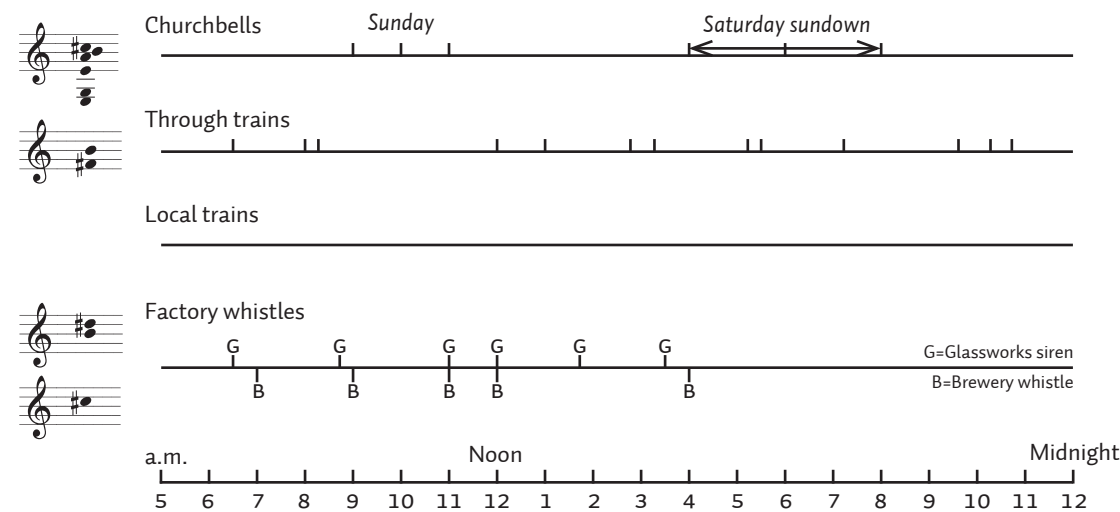 Churchbells
Sunday
Saturday sundown
Through trains
Local trains
Factory whistles
G G G G G G
G=Glassworks siren
B B B B B
B=Brewery whistle
a.m. Noon Midnight
5 6 7 8 9 10 11 12 1 2 3 4 5 6 7 8 9 10 11 12